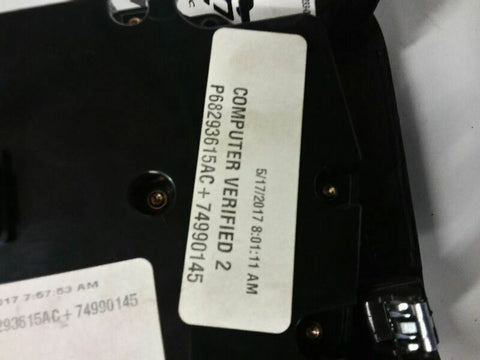 5/17/2017 8:01:11 AM
COMPUTER VERIFIED 2
P68293615AC + 74990145
017 7:57:53 AM
293615AC + 74990145